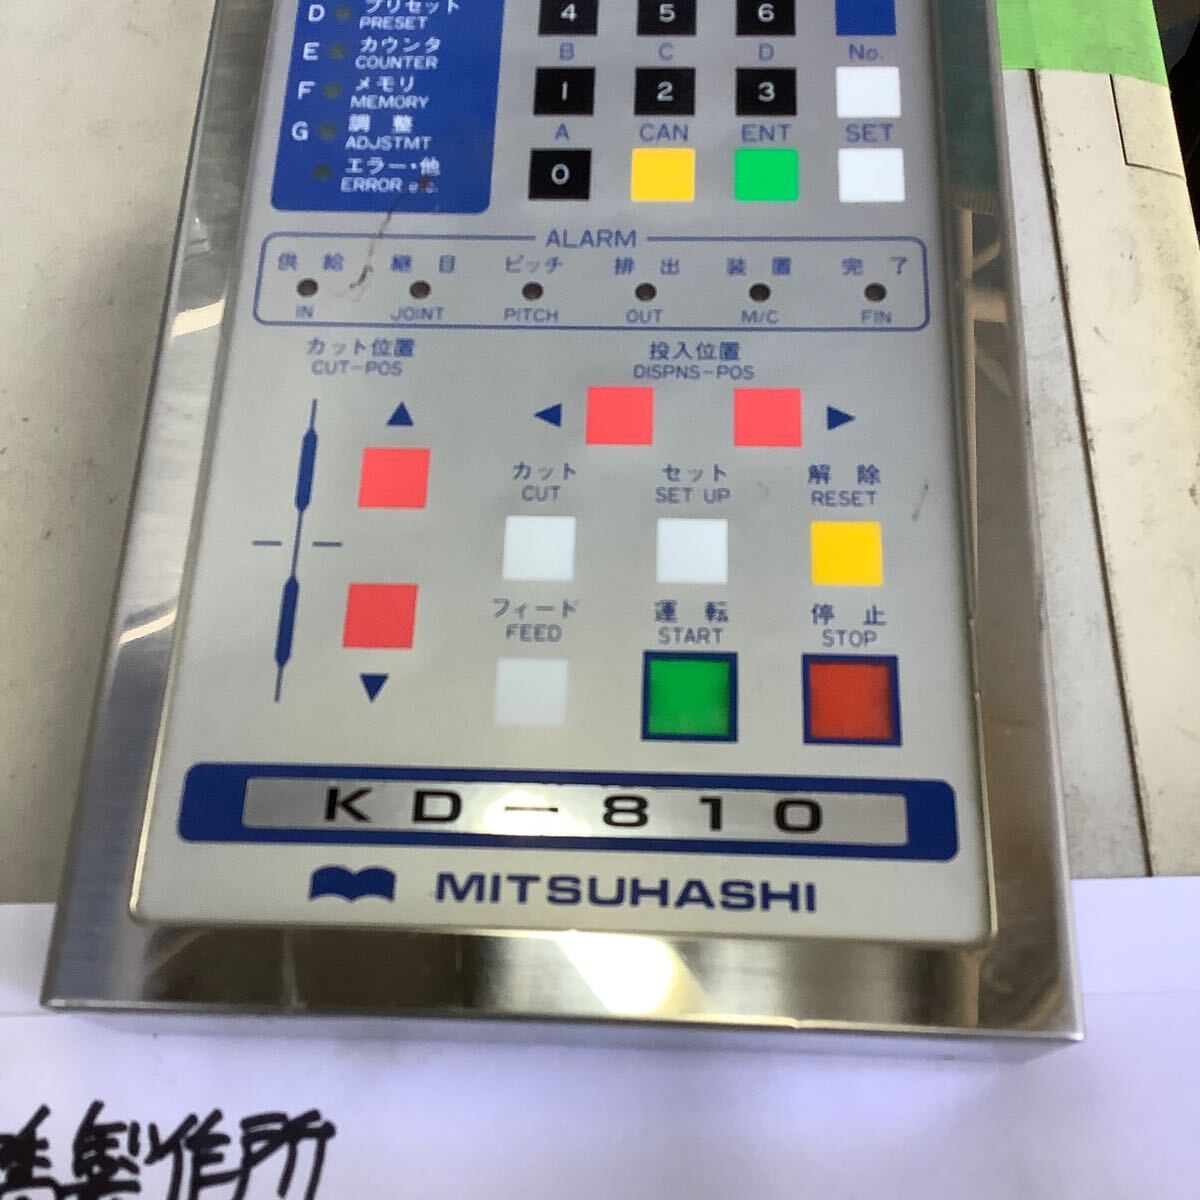 D プリセット 4 5 6
PRESET B C D No.
E カウンタ
COUNTER
F メモリ 1 2 3
MEMORY
G 調整 A CAN ENT SET
ADJSTMT
エラー・他 0
ERROR etc.
ALARM
供給 継目 ピッチ 排出 装置 完了
IN JOINT PITCH OUT M/C FIN
カット位置 投入位置
CUT-POS DISPNS-POS
▲ ◀ ▶
カット セット 解除
CUT SET UP RESET
フィード 運転 停止
FEED START STOP
▼
KD-810
MITSUHASHI
製作所